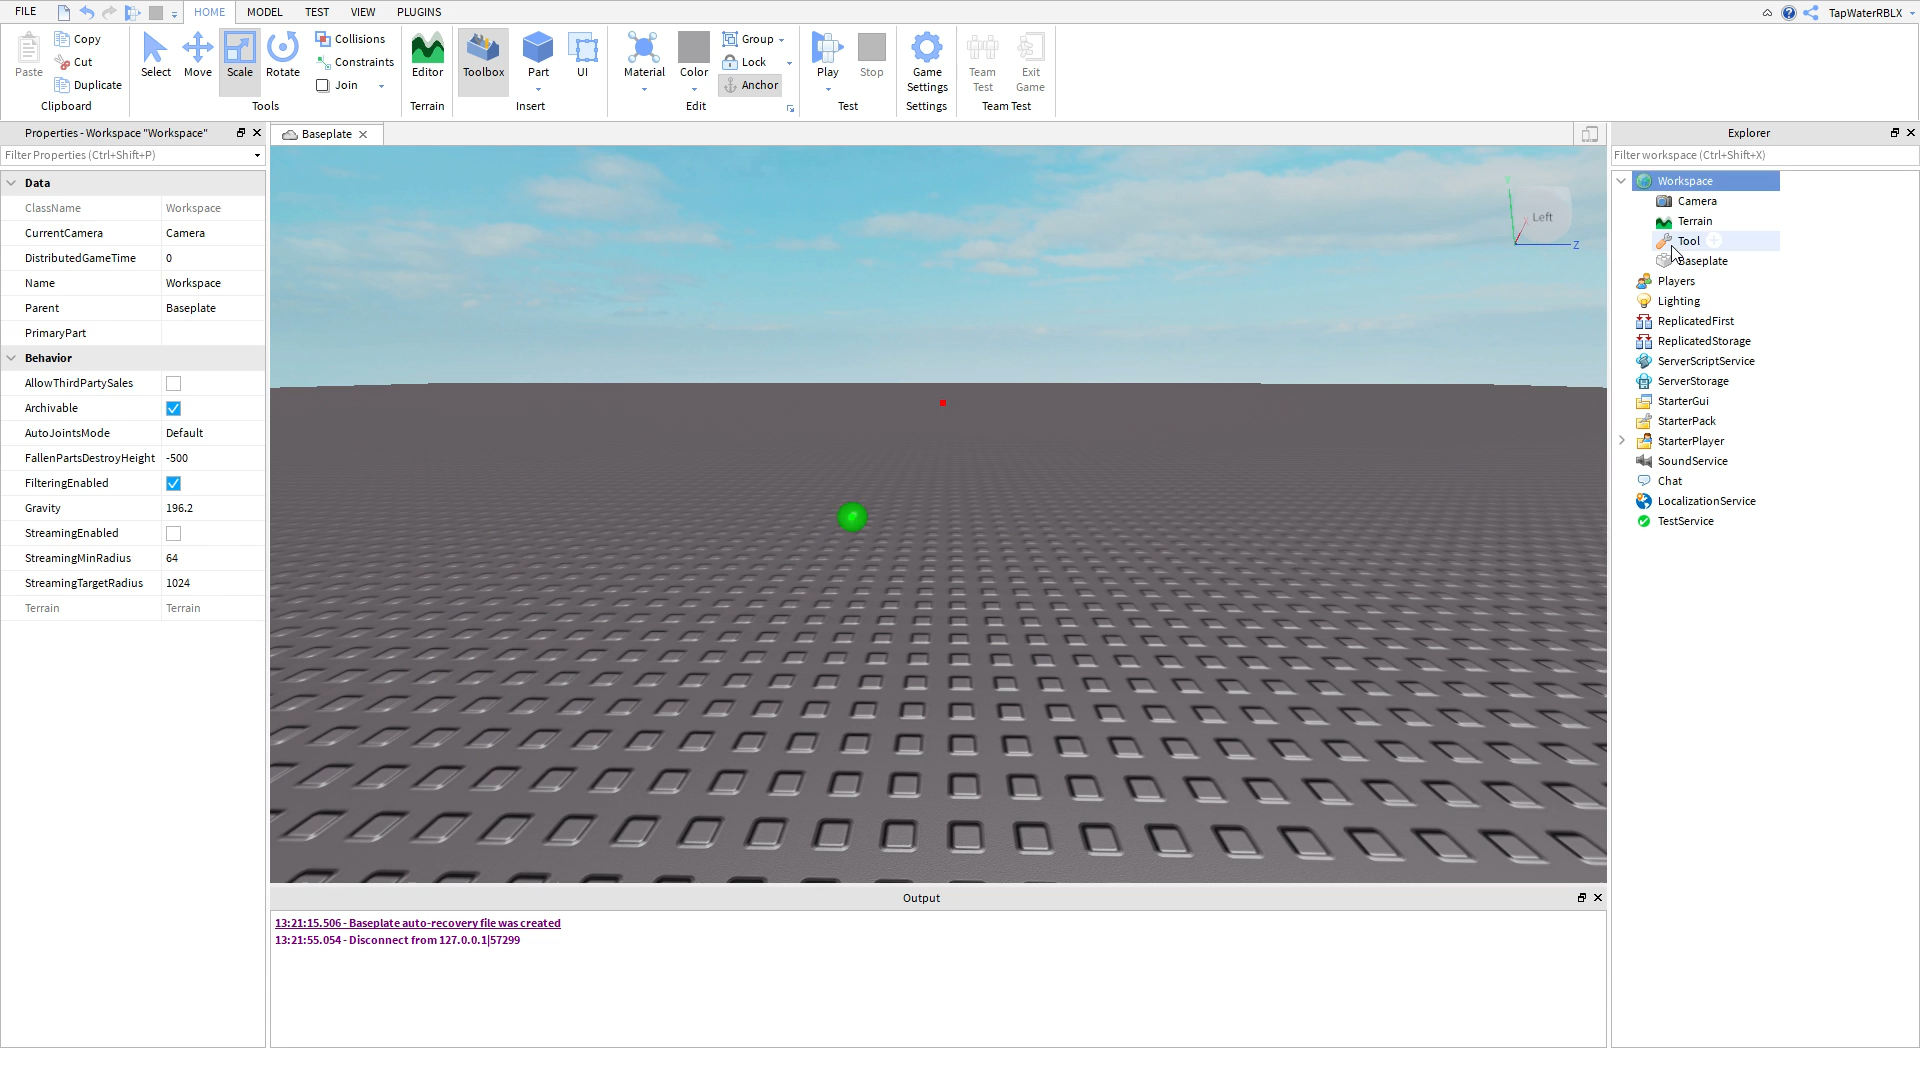 FILE
HOME
MODEL
TEST
VIEW
PLUGINS
TapWaterRBLX
Paste
Copy
Cut
Duplicate
Clipboard
Select
Move
Scale
Rotate
Collisions
Constraints
Join
Tools
Editor
Terrain
Toolbox
Part
UI
Insert
Material
Color
Group
Lock
Anchor
Edit
Play
Stop
Test
Game
Settings
Settings
Team
Test
Exit
Game
Team Test
Properties - Workspace "Workspace"
Filter Properties (Ctrl+Shift+P)
Data
ClassName Workspace
CurrentCamera Camera
DistributedGameTime 0
Name Workspace
Parent Baseplate
PrimaryPart
Behavior
AllowThirdPartySales
Archivable
AutoJointsMode Default
FallenPartsDestroyHeight -500
FilteringEnabled
Gravity 196.2
StreamingEnabled
StreamingMinRadius 64
StreamingTargetRadius 1024
Terrain Terrain
Baseplate
Y
Left
Z
Output
13:21:15.506 - Baseplate auto-recovery file was created
13:21:55.054 - Disconnect from 127.0.0.1|57299
Explorer
Filter workspace (Ctrl+Shift+X)
Workspace
Camera
Terrain
Tool
Baseplate
Players
Lighting
ReplicatedFirst
ReplicatedStorage
ServerScriptService
ServerStorage
StarterGui
StarterPack
StarterPlayer
SoundService
Chat
LocalizationService
TestService